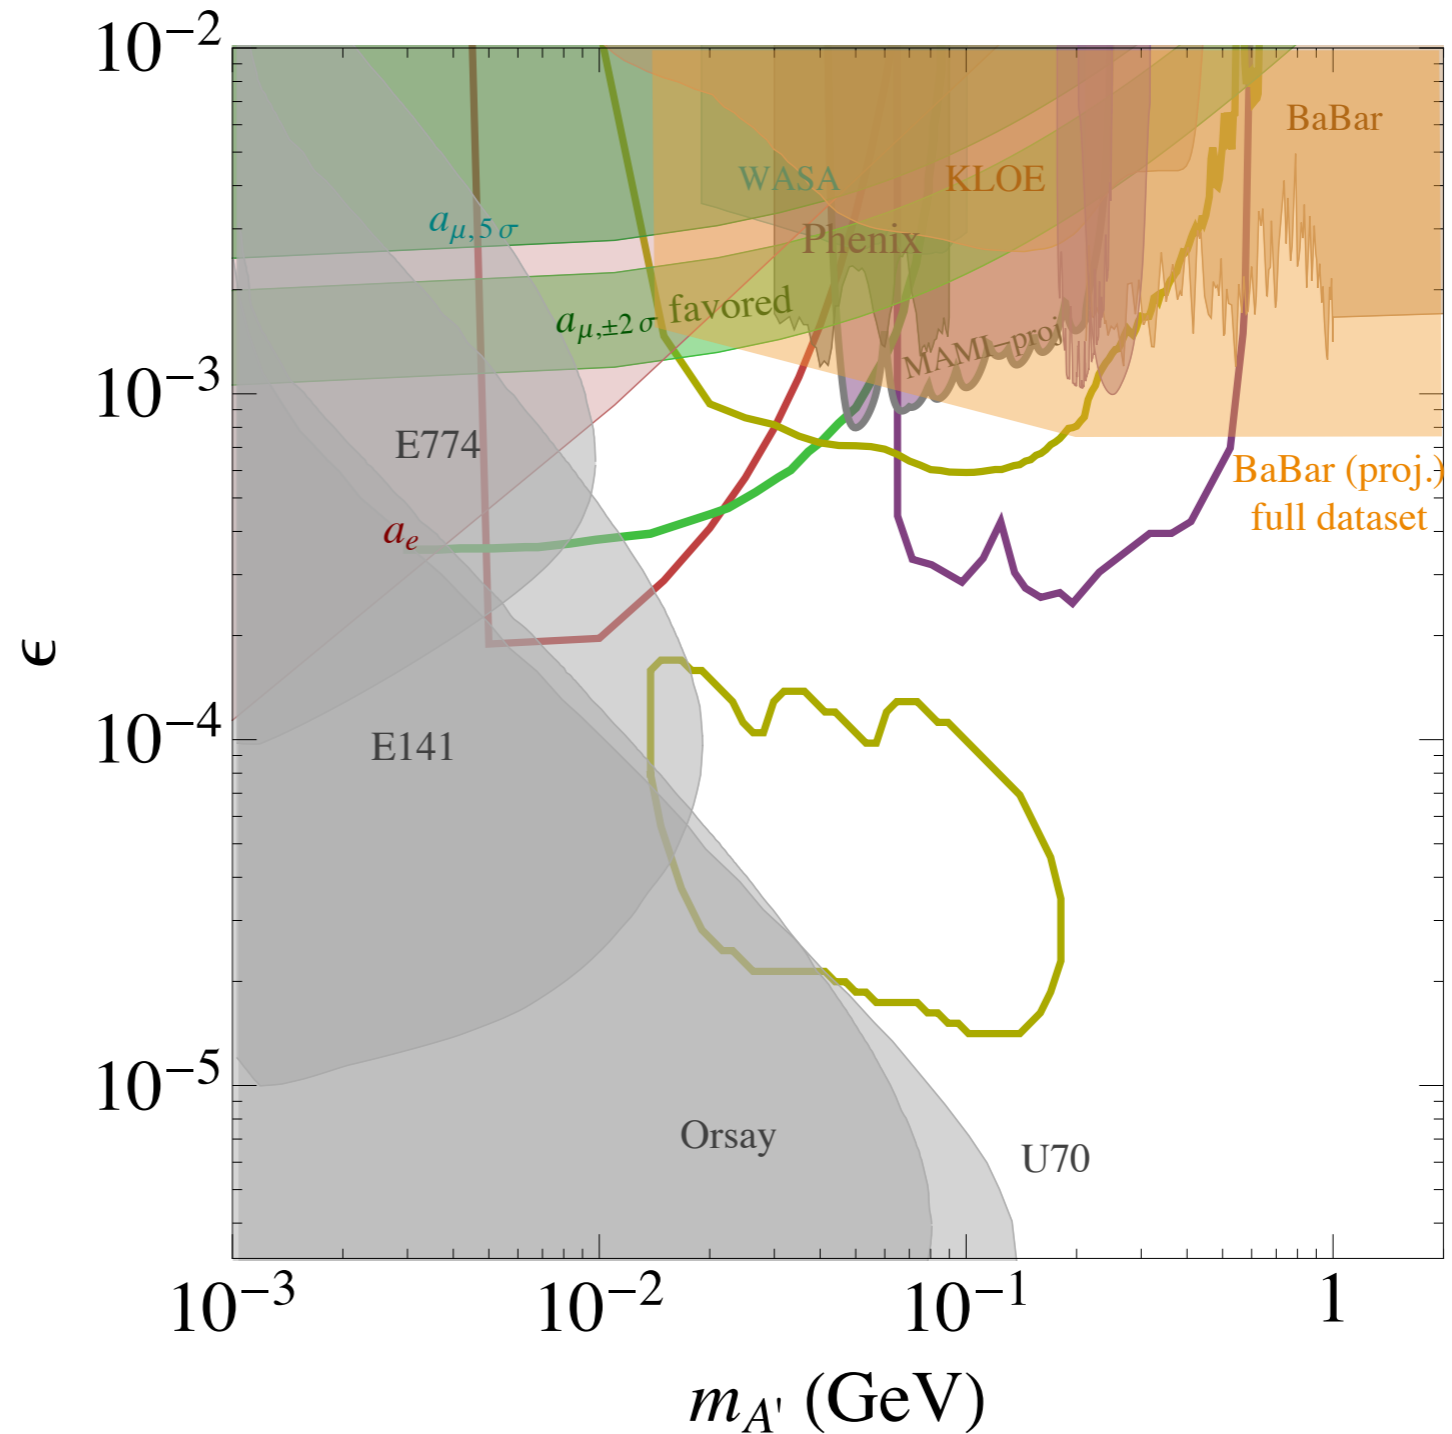 10⁻²
BaBar
WASA
KLOE
a_μ,5σ
Phenix
a_μ,±2σ favored
MAMI-proj
10⁻³
E774
BaBar (proj.)
full dataset
a_e
ϵ
10⁻⁴
E141
10⁻⁵
Orsay
U70
10⁻³
10⁻²
10⁻¹
1
m_A' (GeV)